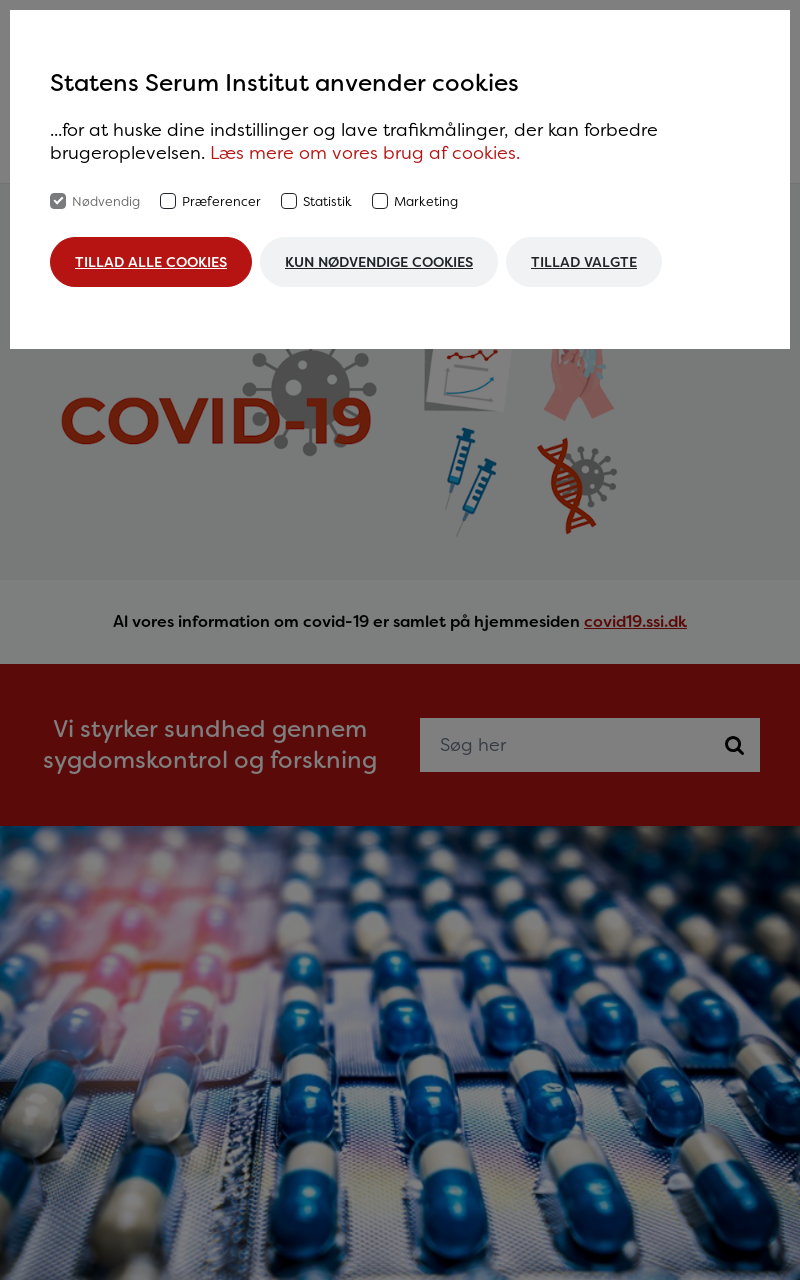 Statens Serum Institut anvender cookies
...for at huske dine indstillinger og lave trafikmålinger, der kan forbedre
brugeroplevelsen. Læs mere om vores brug af cookies.
Nødvendig Præferencer Statistik Marketing
TILLAD ALLE COOKIES KUN NØDVENDIGE COOKIES TILLAD VALGTE
COVID-19
Al vores information om covid-19 er samlet på hjemmesiden covid19.ssi.dk
Vi styrker sundhed gennem
sygdomskontrol og forskning
Søg her